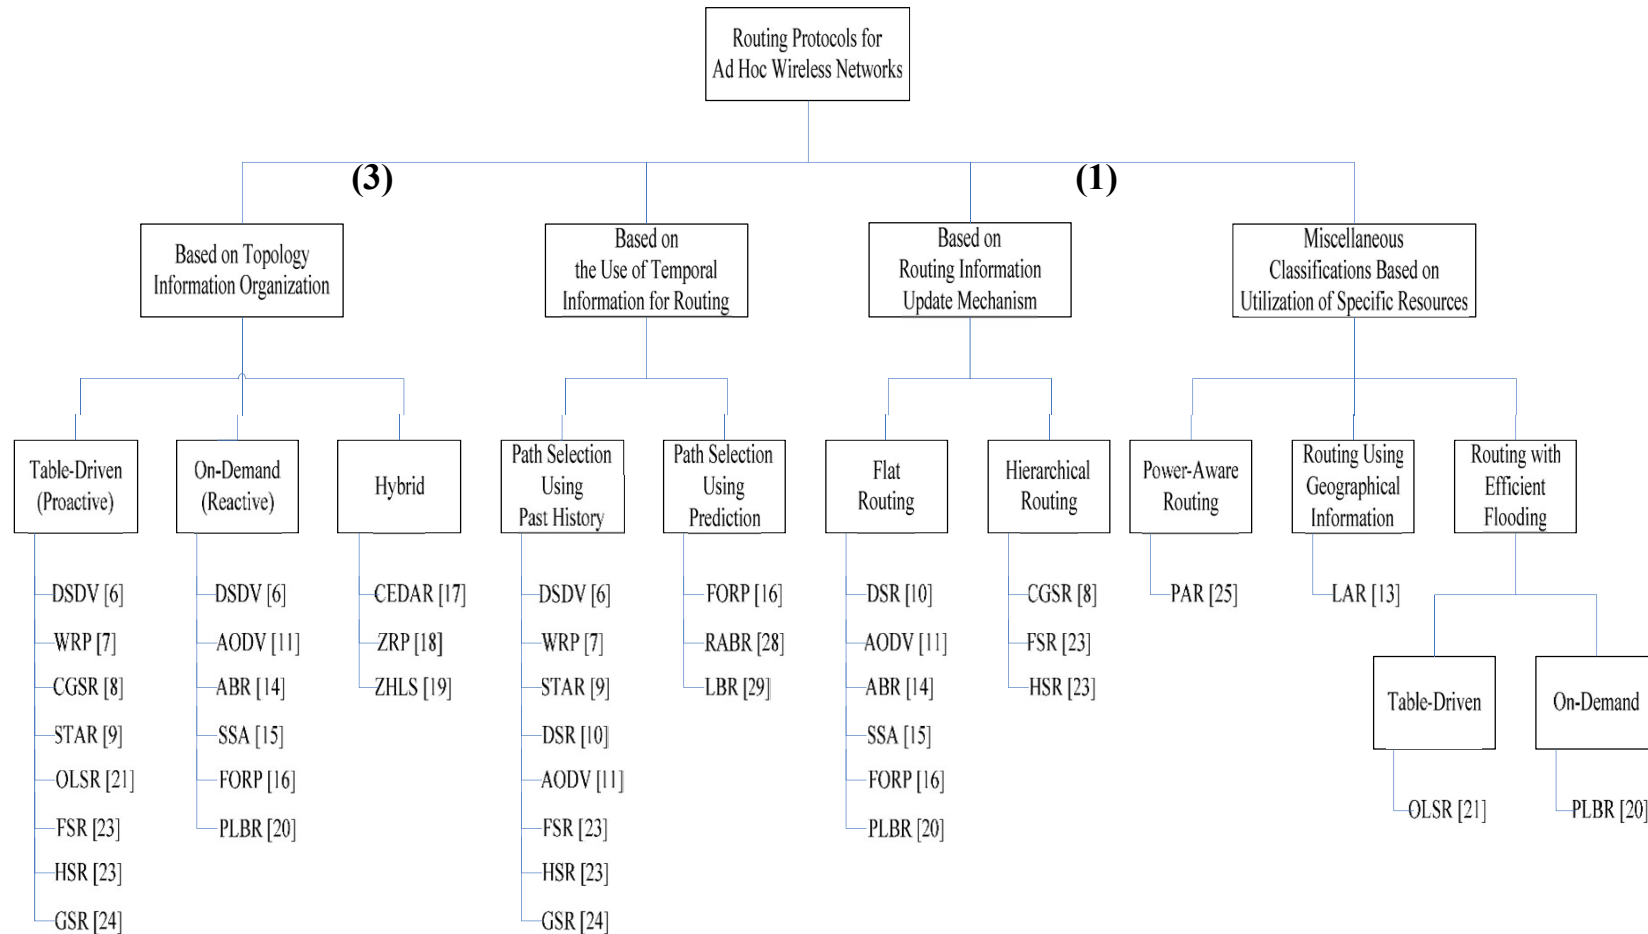 Routing Protocols for
Ad Hoc Wireless Networks
(3)
(1)
Based on Topology
Information Organization
Based on
the Use of Temporal
Information for Routing
Based on
Routing Information
Update Mechanism
Miscellaneous
Classifications Based on
Utilization of Specific Resources
Table-Driven
(Proactive)
On-Demand
(Reactive)
Hybrid
Path Selection
Using
Past History
Path Selection
Using
Prediction
Flat
Routing
Hierarchical
Routing
Power-Aware
Routing
Routing Using
Geographical
Information
Routing with
Efficient
Flooding
DSDV [6]
WRP [7]
CGSR [8]
STAR [9]
OLSR [21]
FSR [23]
HSR [23]
GSR [24]
DSDV [6]
AODV [11]
ABR [14]
SSA [15]
FORP [16]
PLBR [20]
CEDAR [17]
ZRP [18]
ZHLS [19]
DSDV [6]
WRP [7]
STAR [9]
DSR [10]
AODV [11]
FSR [23]
HSR [23]
GSR [24]
FORP [16]
RABR [28]
LBR [29]
DSR [10]
AODV [11]
ABR [14]
SSA [15]
FORP [16]
PLBR [20]
CGSR [8]
FSR [23]
HSR [23]
PAR [25]
LAR [13]
Table-Driven
On-Demand
OLSR [21]
PLBR [20]